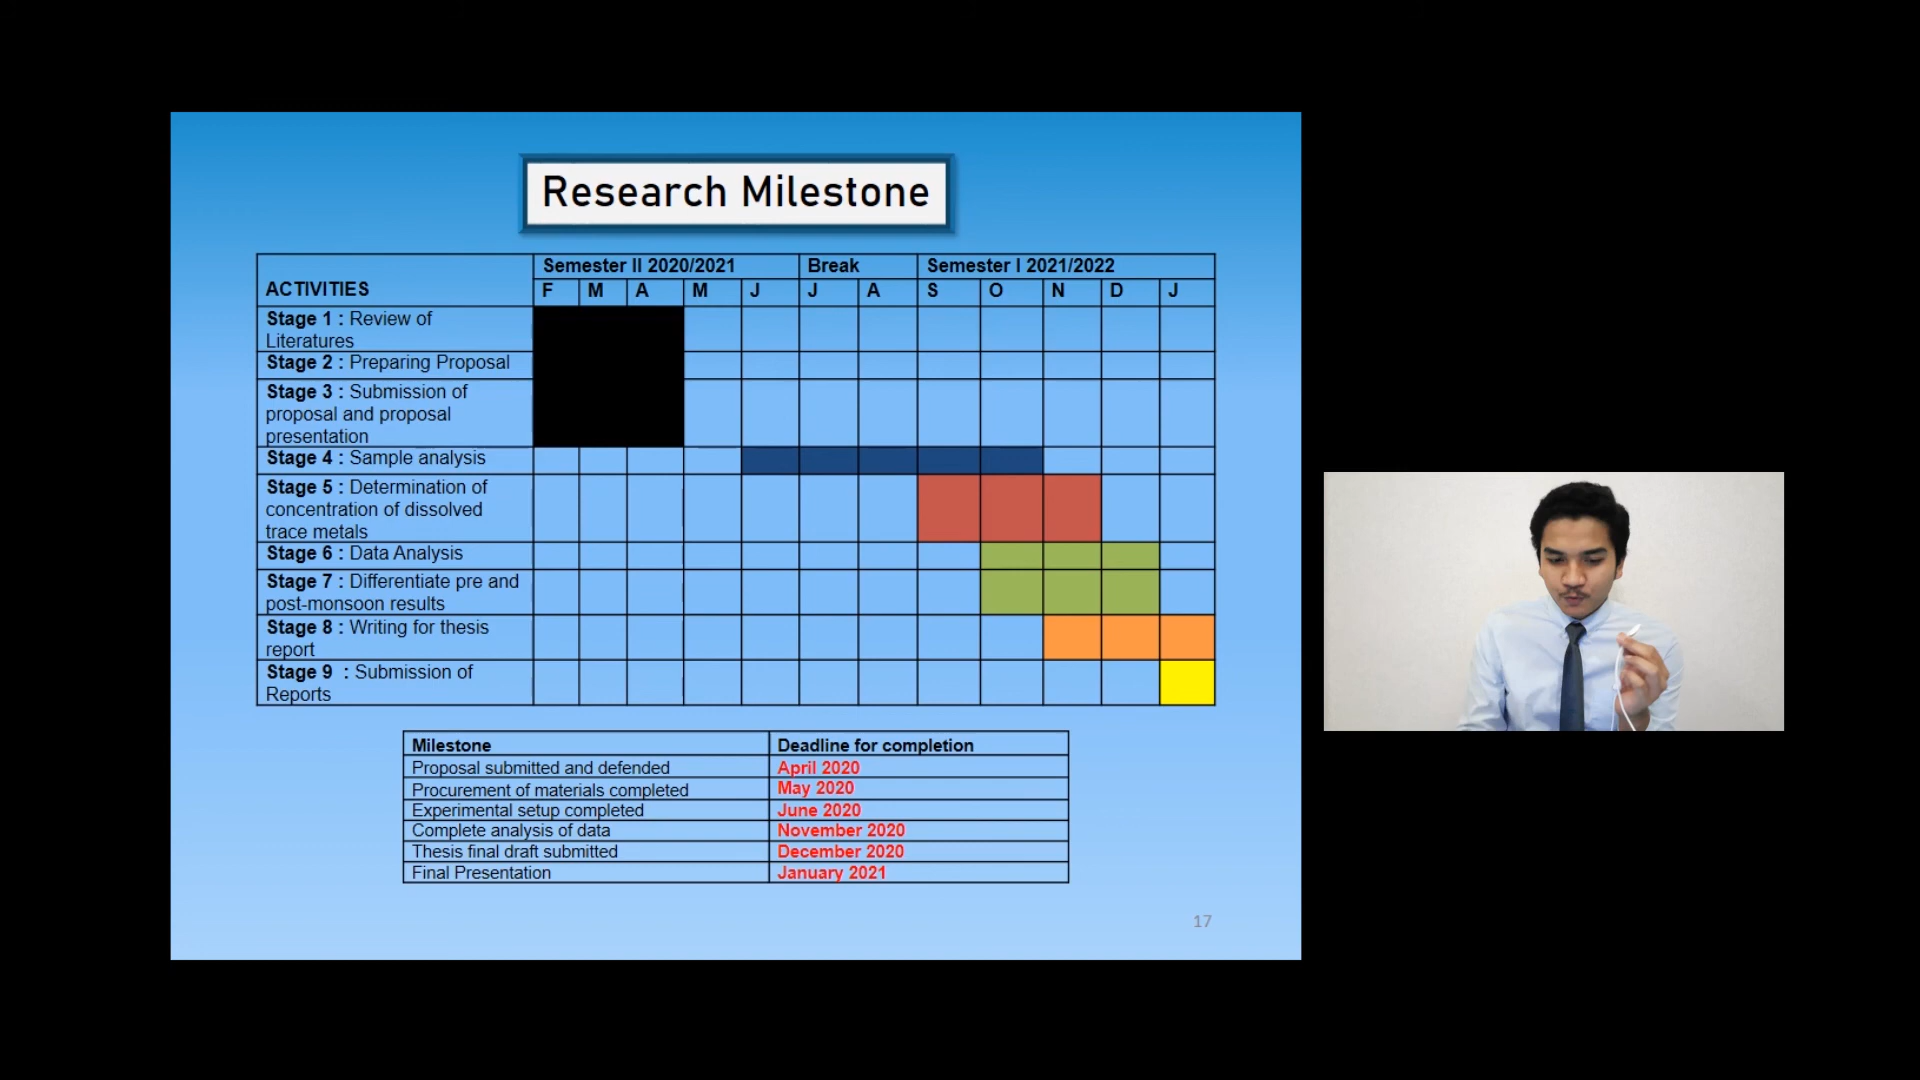 Research Milestone
ACTIVITIES
Semester II 2020/2021 Break Semester I 2021/2022
F M A M J J A S O N D J
Stage 1 : Review of
Literatures
Stage 2 : Preparing Proposal
Stage 3 : Submission of
proposal and proposal
presentation
Stage 4 : Sample analysis
Stage 5 : Determination of
concentration of dissolved
trace metals
Stage 6 : Data Analysis
Stage 7 : Differentiate pre and
post-monsoon results
Stage 8 : Writing for thesis
report
Stage 9 : Submission of
Reports
Milestone Deadline for completion
Proposal submitted and defended April 2020
Procurement of materials completed May 2020
Experimental setup completed June 2020
Complete analysis of data November 2020
Thesis final draft submitted December 2020
Final Presentation January 2021
17